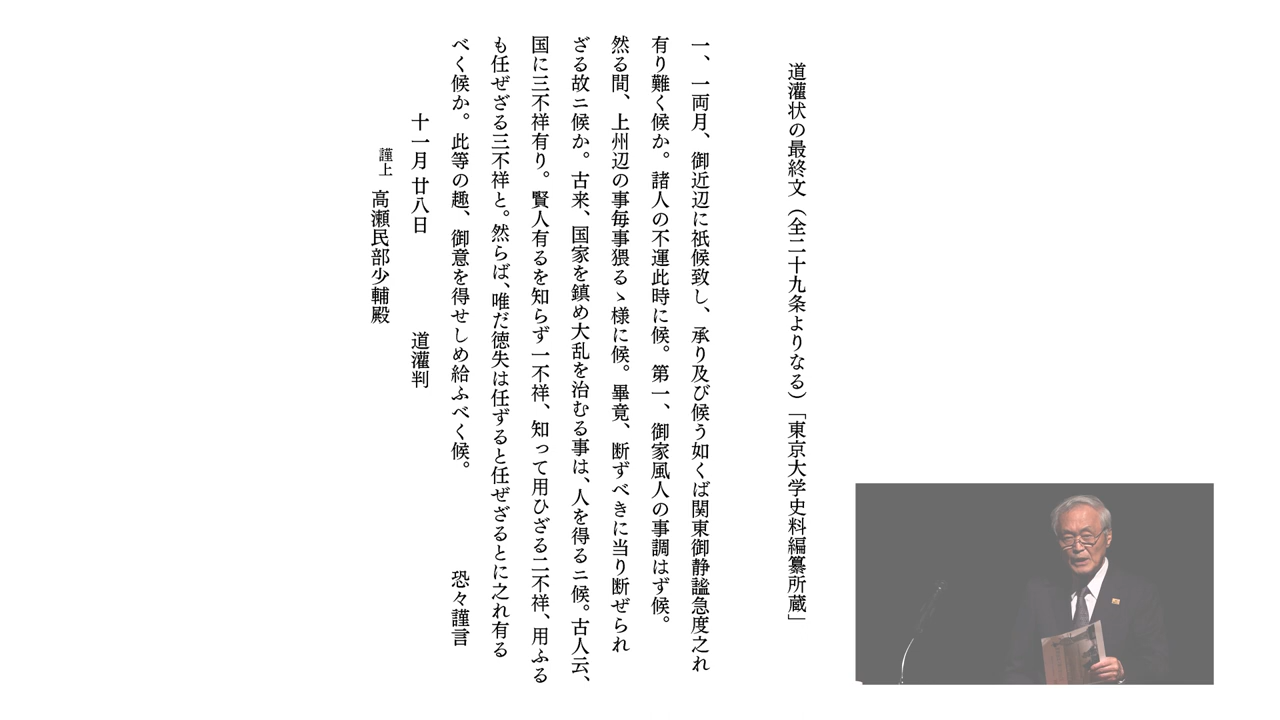 道灌状の最終文（全二十九条よりなる）「東京大学史料編纂所蔵」
一、一両月、御近辺に祇候致し、承り及び候う如くば関東御静謐急度之れ
有り難く候か。諸人の不運此時に候。第一、御家風人の事調はず候。
然る間、上州辺の事毎事猥るゝ様に候。畢竟、断ずべきに当り断ぜられ
ざる故ニ候か。古来、国家を鎮め大乱を治むる事は、人を得るニ候。古人云、
国に三不祥有り。賢人有るを知らず一不祥、知って用ひざる二不祥、用ふる
も任ぜざる三不祥と。然らば、唯だ徳失は任ずると任ぜざるとに之れ有る
べく候か。此等の趣、御意を得せしめ給ふべく候。 恐々謹言
十一月 廿八日 道灌判
謹上 高瀬民部少輔殿